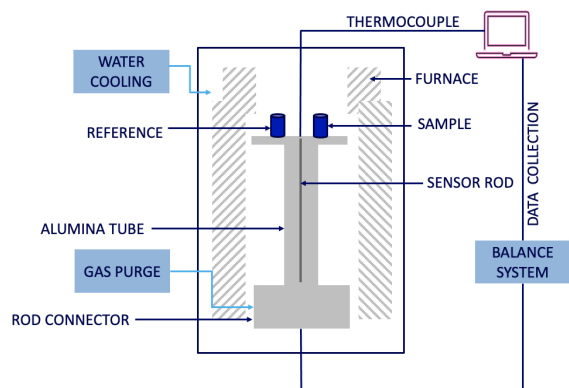 THERMOCOUPLE
WATER
COOLING
FURNACE
REFERENCE
SAMPLE
SENSOR ROD
DATA COLLECTION
ALUMINA TUBE
BALANCE
SYSTEM
GAS PURGE
ROD CONNECTOR